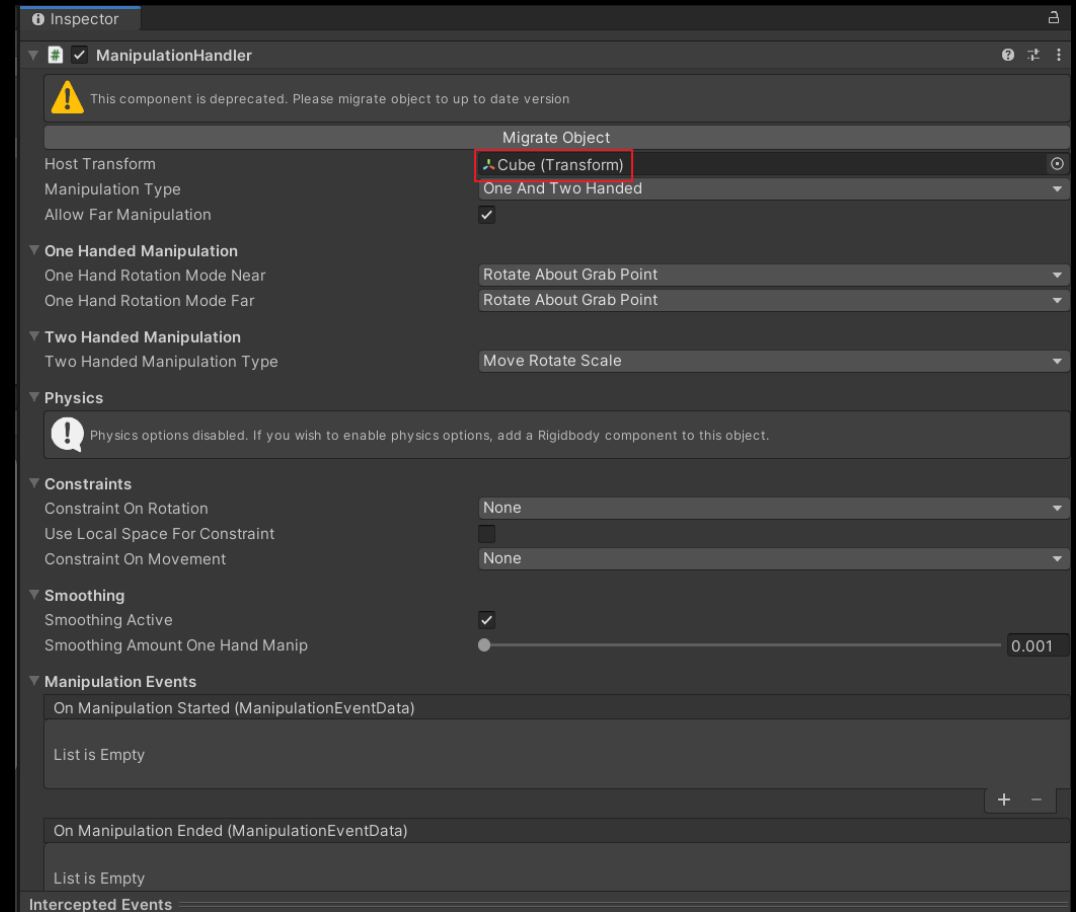 Inspector
ManipulationHandler
This component is deprecated. Please migrate object to up to date version
Migrate Object
Host Transform Cube (Transform)
Manipulation Type One And Two Handed
Allow Far Manipulation
One Handed Manipulation
One Hand Rotation Mode Near Rotate About Grab Point
One Hand Rotation Mode Far Rotate About Grab Point
Two Handed Manipulation
Two Handed Manipulation Type Move Rotate Scale
Physics
Physics options disabled. If you wish to enable physics options, add a Rigidbody component to this object.
Constraints
Constraint On Rotation None
Use Local Space For Constraint
Constraint On Movement None
Smoothing
Smoothing Active
Smoothing Amount One Hand Manip 0.001
Manipulation Events
On Manipulation Started (ManipulationEventData)
List is Empty
On Manipulation Ended (ManipulationEventData)
List is Empty
Intercepted Events